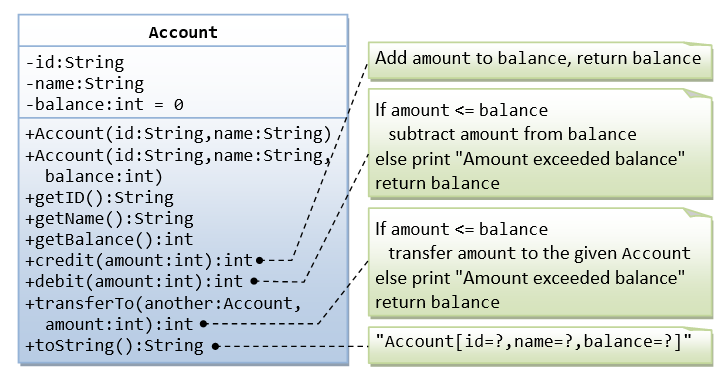 Account
-id:String
-name:String
-balance:int = 0
+Account(id:String,name:String)
+Account(id:String,name:String,
balance:int)
+getID():String
+getName():String
+getBalance():int
+credit(amount:int):int
+debit(amount:int):int
+transferTo(another:Account,
amount:int):int
+toString():String
Add amount to balance, return balance
If amount <= balance
subtract amount from balance
else print "Amount exceeded balance"
return balance
If amount <= balance
transfer amount to the given Account
else print "Amount exceeded balance"
return balance
"Account[id=?,name=?,balance=?]"